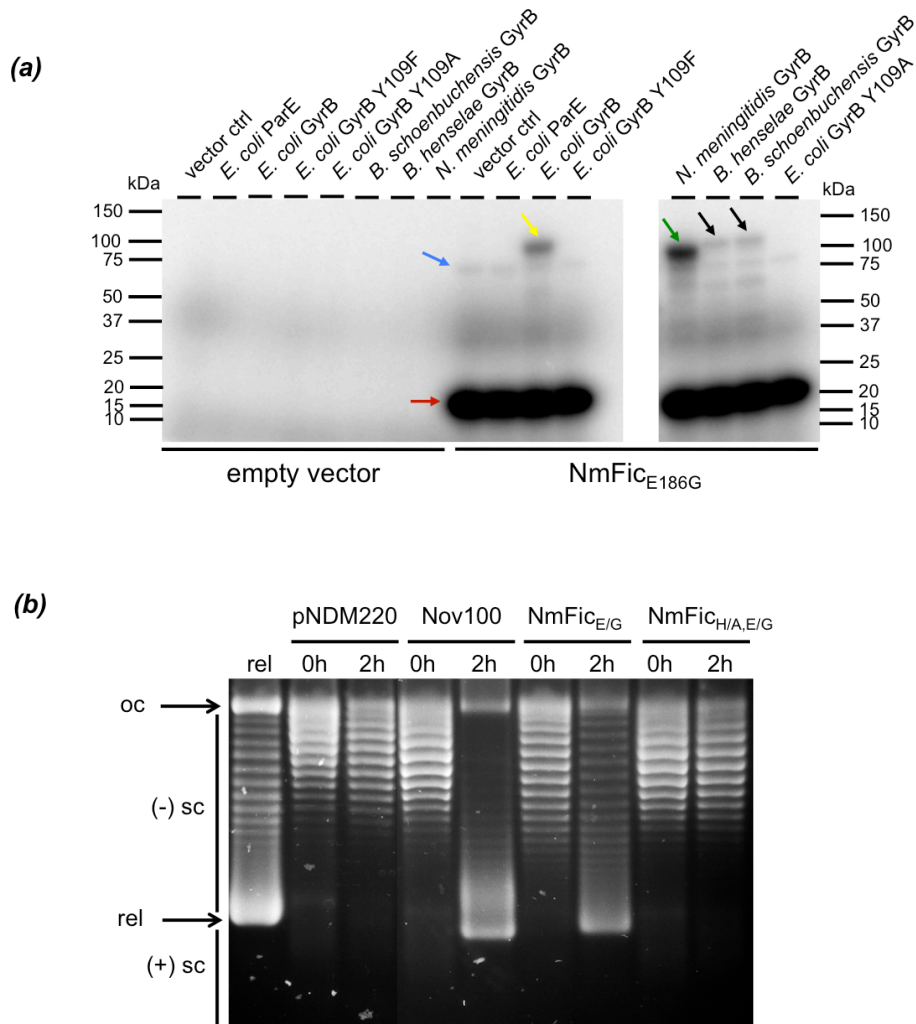 (a)
vector ctrl
E. coli ParE
E. coli GyrB
E. coli GyrB Y109F
E. coli GyrB Y109A
B. schoenbuchensis GyrB
B. henselae GyrB
N. meningitidis GyrB
vector ctrl
E. coli ParE
E. coli GyrB
E. coli GyrB Y109F
N. meningitidis GyrB
B. henselae GyrB
B. schoenbuchensis GyrB
E. coli GyrB Y109A
kDa
150
100
75
50
37
25
20
15
10
kDa
150
100
75
50
37
25
20
15
10
empty vector
NmFicE186G
(b)
pNDM220 Nov100 NmFicE/G NmFicH/A,E/G
rel 0h 2h 0h 2h 0h 2h 0h 2h
oc
(-) sc
rel
(+) sc